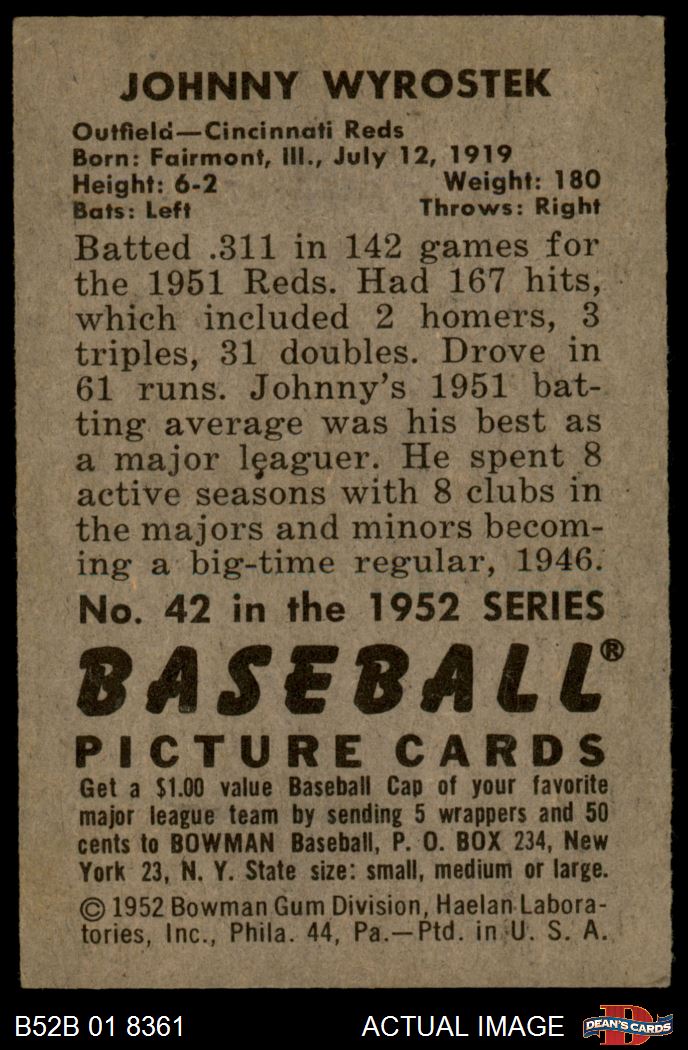 JOHNNY WYROSTEK
Outfield—Cincinnati Reds
Born: Fairmont, Ill., July 12, 1919
Height: 6-2 Weight: 180
Bats: Left Throws: Right
Batted .311 in 142 games for
the 1951 Reds. Had 167 hits,
which included 2 homers, 3
triples, 31 doubles. Drove in
61 runs. Johnny's 1951 bat-
ting average was his best as
a major leaguer. He spent 8
active seasons with 8 clubs in
the majors and minors becom-
ing a big-time regular, 1946.
No. 42 in the 1952 SERIES
BASEBALL®
PICTURE CARDS
Get a $1.00 value Baseball Cap of your favorite
major league team by sending 5 wrappers and 50
cents to BOWMAN Baseball, P. O. BOX 234, New
York 23, N. Y. State size: small, medium or large.
© 1952 Bowman Gum Division, Haelan Labora-
tories, Inc., Phila. 44, Pa.—Ptd. in U. S. A.
B52B 01 8361 ACTUAL IMAGE D DEAN'S CARDS